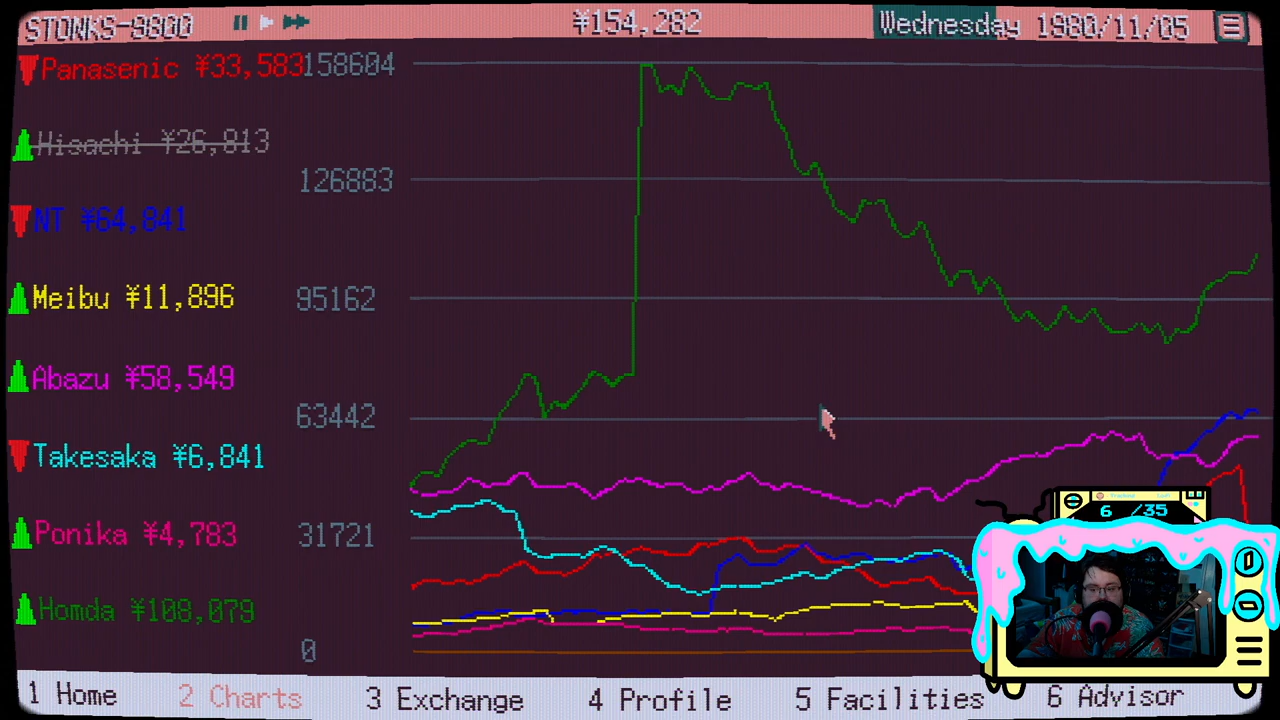 STONKS-9800
¥154,282
Wednesday 1980/11/05
Panasenic ¥33,583
Hisachi ¥26,813
NT ¥64,841
Meibu ¥11,896
Abazu ¥58,549
Takesaka ¥6,841
Ponika ¥4,783
Homda ¥108,079
158604
126883
95162
63442
31721
0
6 /35
1 Home
2 Charts
3 Exchange
4 Profile
5 Facilities
6 Advisor